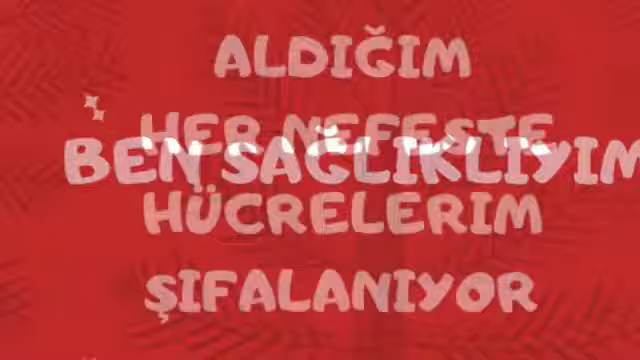 ALDIĞIM
HER NEFESTE
BEN SAĞLIKLIYIM
HÜCRELERIM
ŞIFALANIYOR